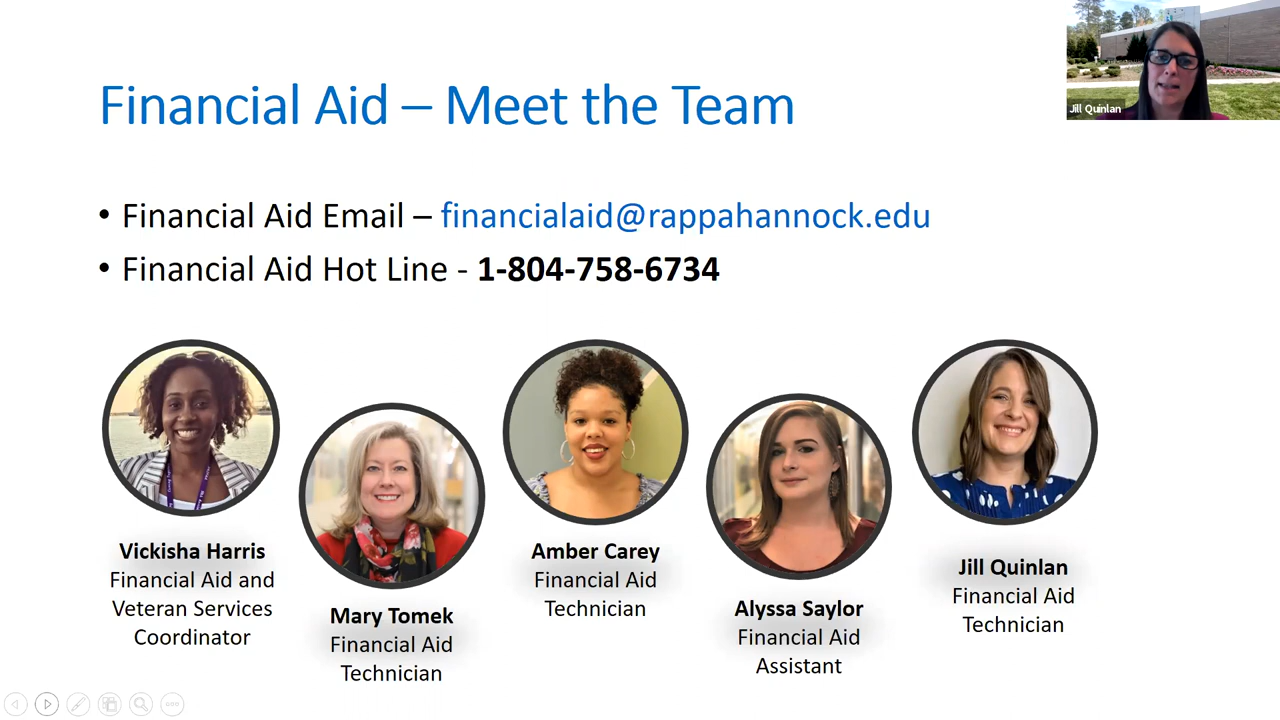 Jill Quinlan
Financial Aid – Meet the Team
• Financial Aid Email – financialaid@rappahannock.edu
• Financial Aid Hot Line - 1-804-758-6734
Vickisha Harris
Financial Aid and
Veteran Services
Coordinator
Mary Tomek
Financial Aid
Technician
Amber Carey
Financial Aid
Technician
Alyssa Saylor
Financial Aid
Assistant
Jill Quinlan
Financial Aid
Technician